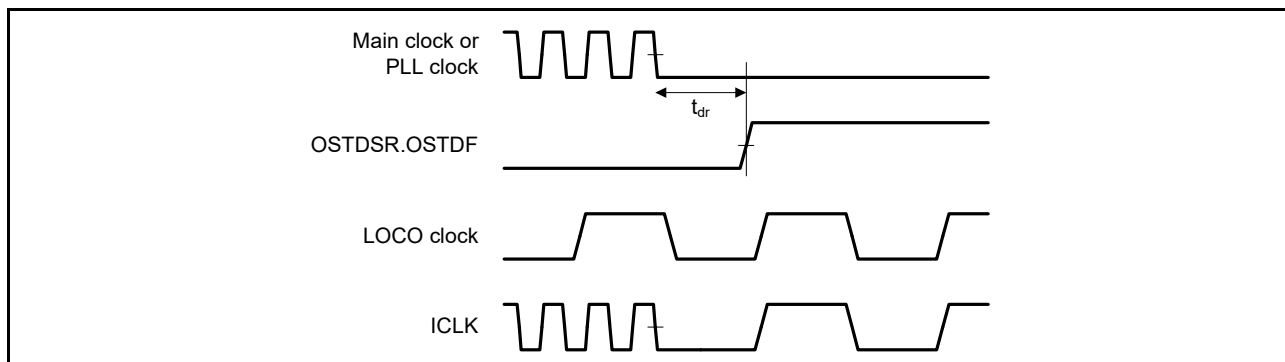 Main clock or
PLL clock
tdr
OSTDSR.OSTDF
LOCO clock
ICLK